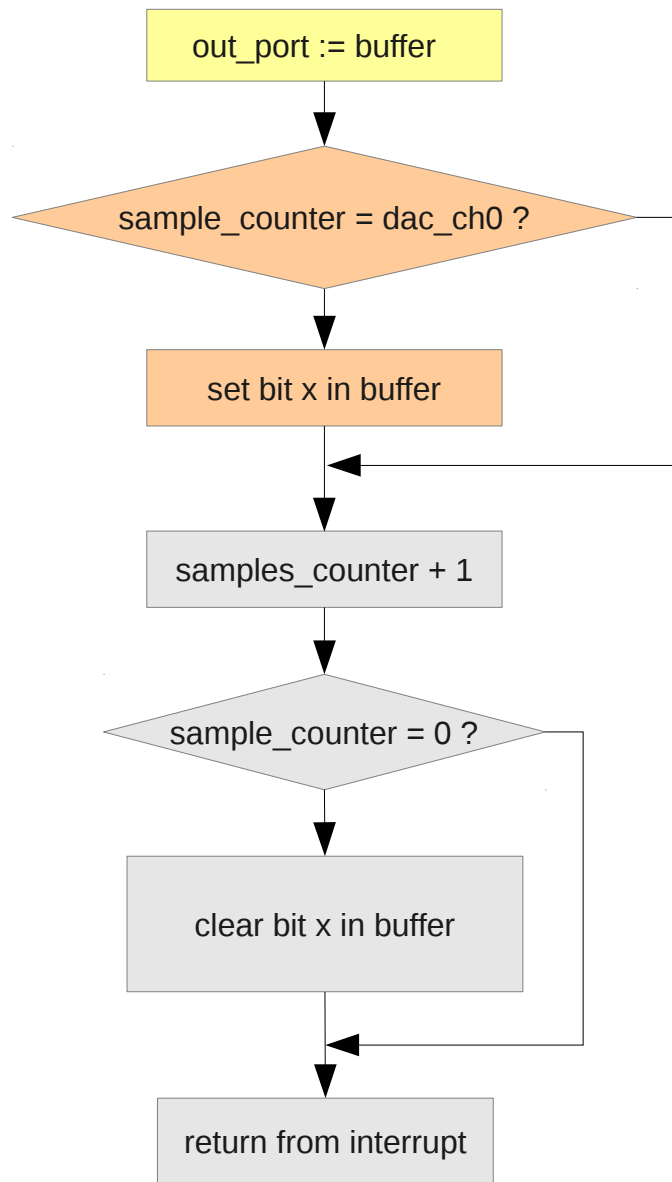 out_port := buffer
sample_counter = dac_ch0 ?
set bit x in buffer
samples_counter + 1
sample_counter = 0 ?
clear bit x in buffer
return from interrupt